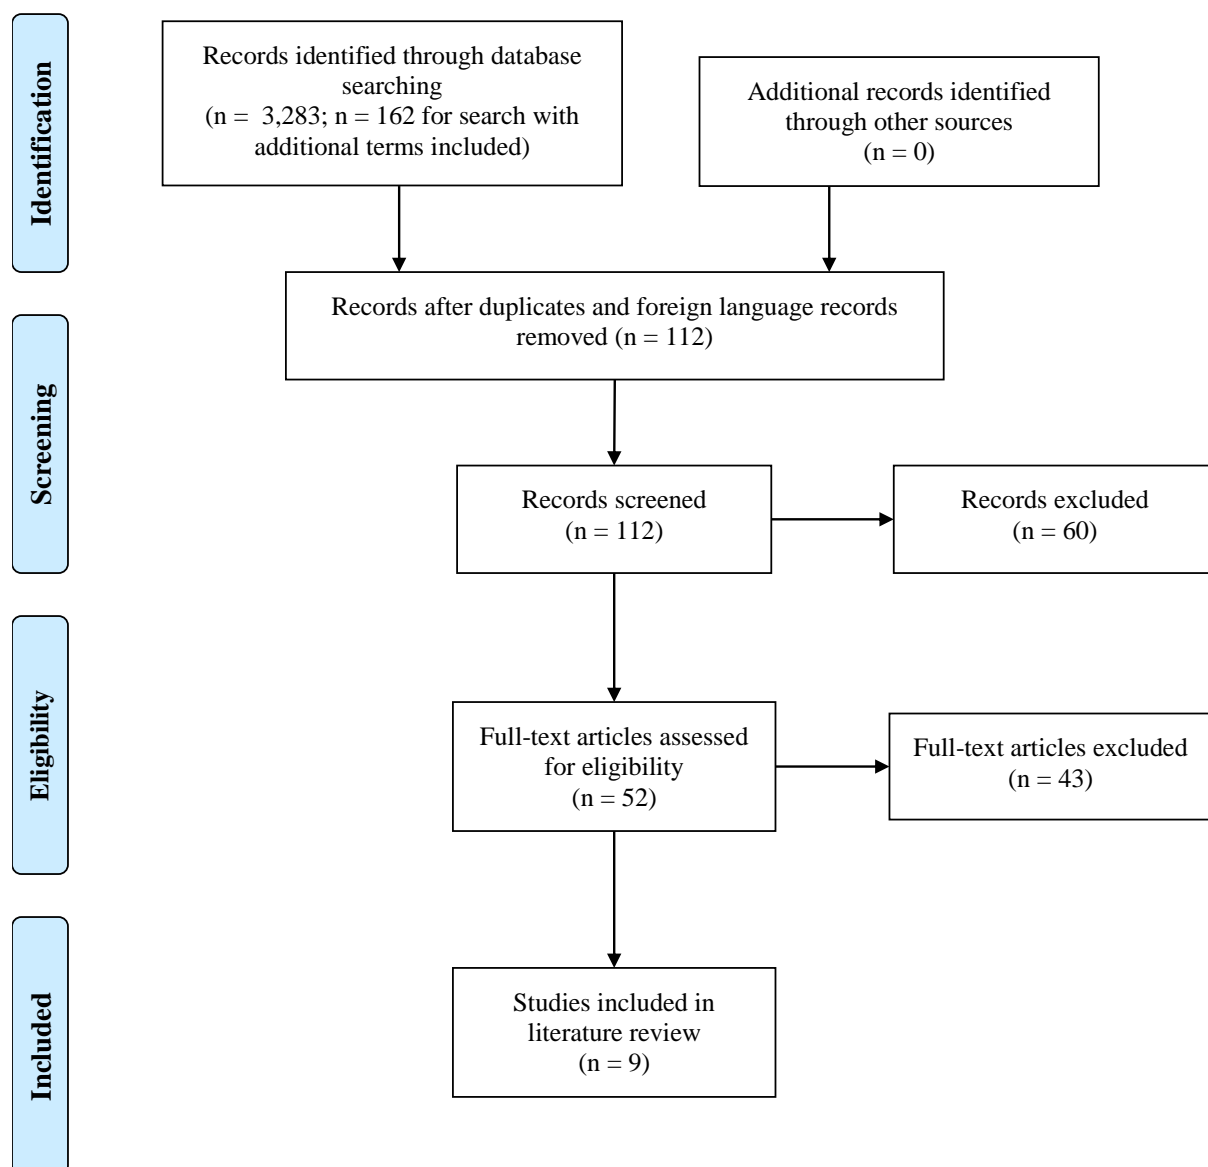 Identification
Records identified through database
searching
(n =  3,283; n = 162 for search with
additional terms included)
Additional records identified
through other sources
(n = 0)
Records after duplicates and foreign language records
removed (n = 112)
Screening
Records screened
(n = 112)
Records excluded
(n = 60)
Eligibility
Full-text articles assessed
for eligibility
(n = 52)
Full-text articles excluded
(n = 43)
Included
Studies included in
literature review
(n = 9)